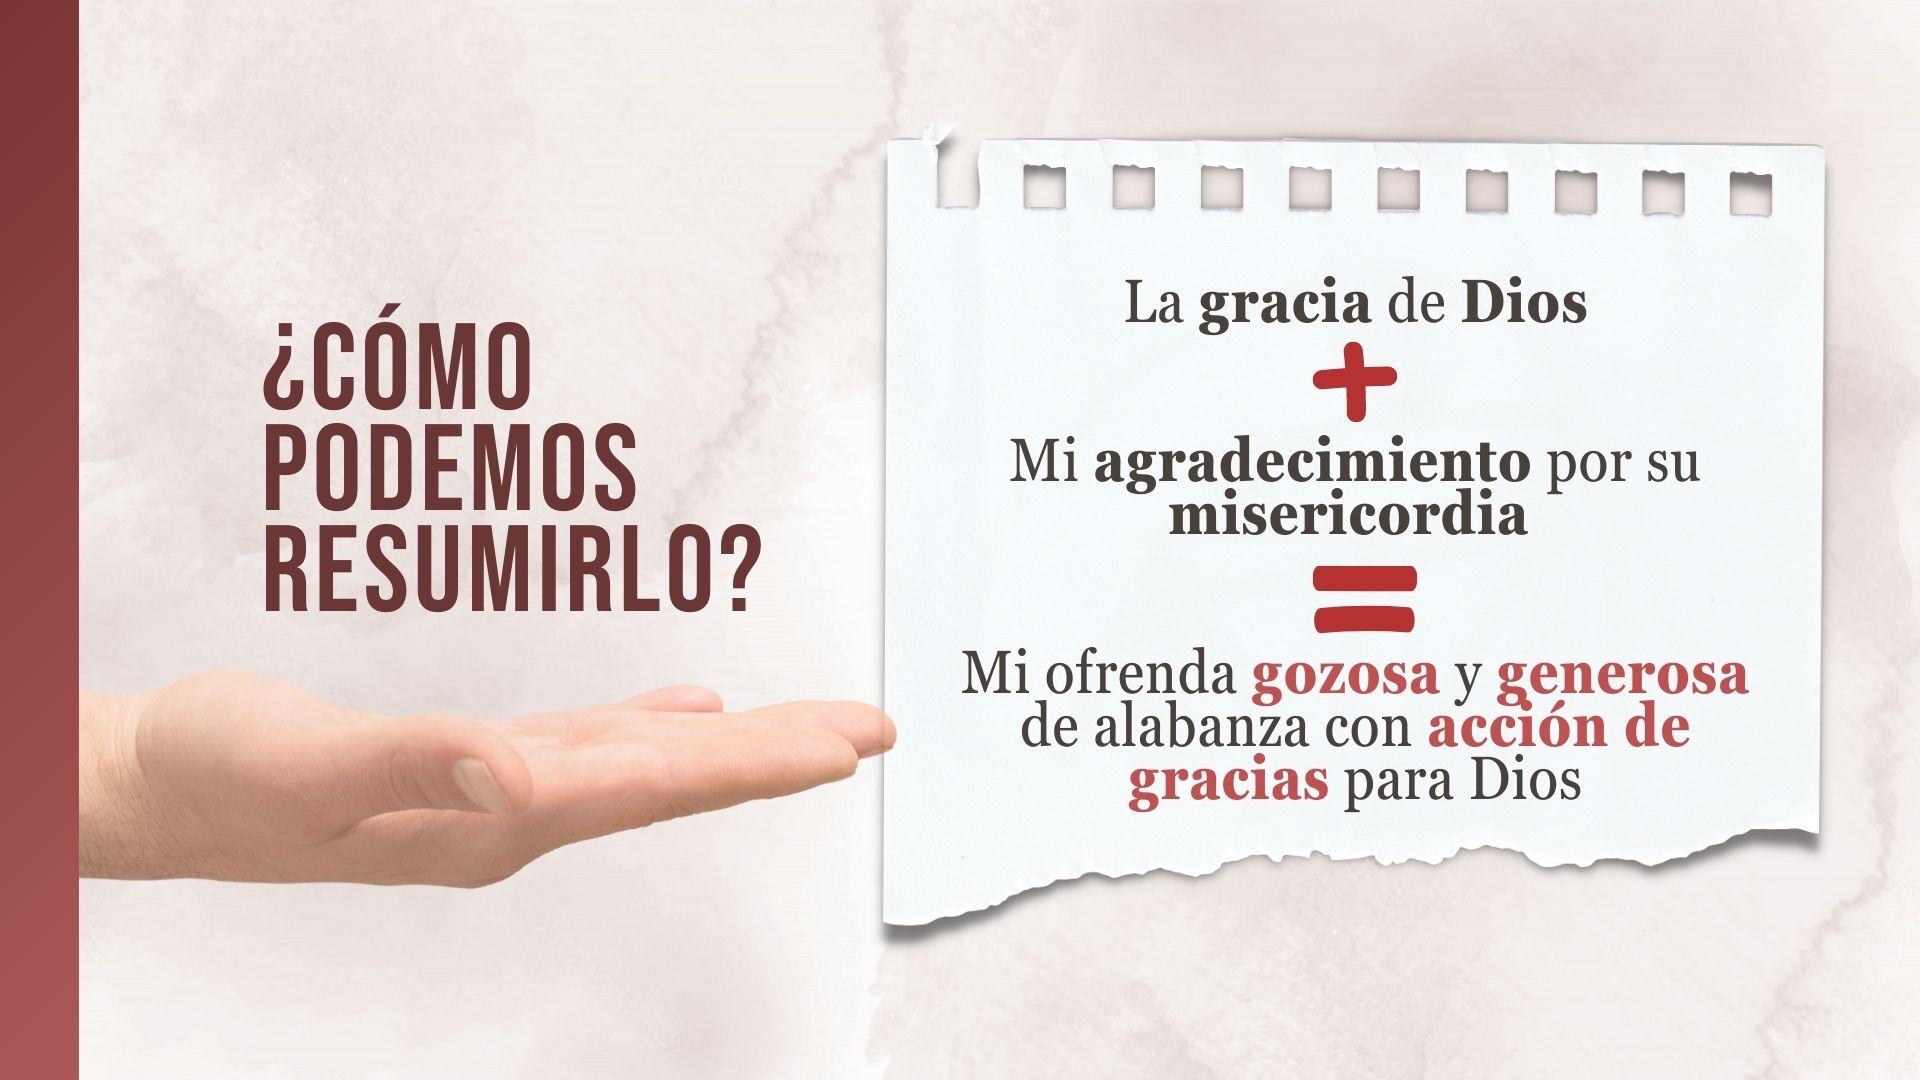 ¿CÓMO
PODEMOS
RESUMIRLO?
La gracia de Dios
+
Mi agradecimiento por su
misericordia
=
Mi ofrenda gozosa y generosa
de alabanza con acción de
gracias para Dios